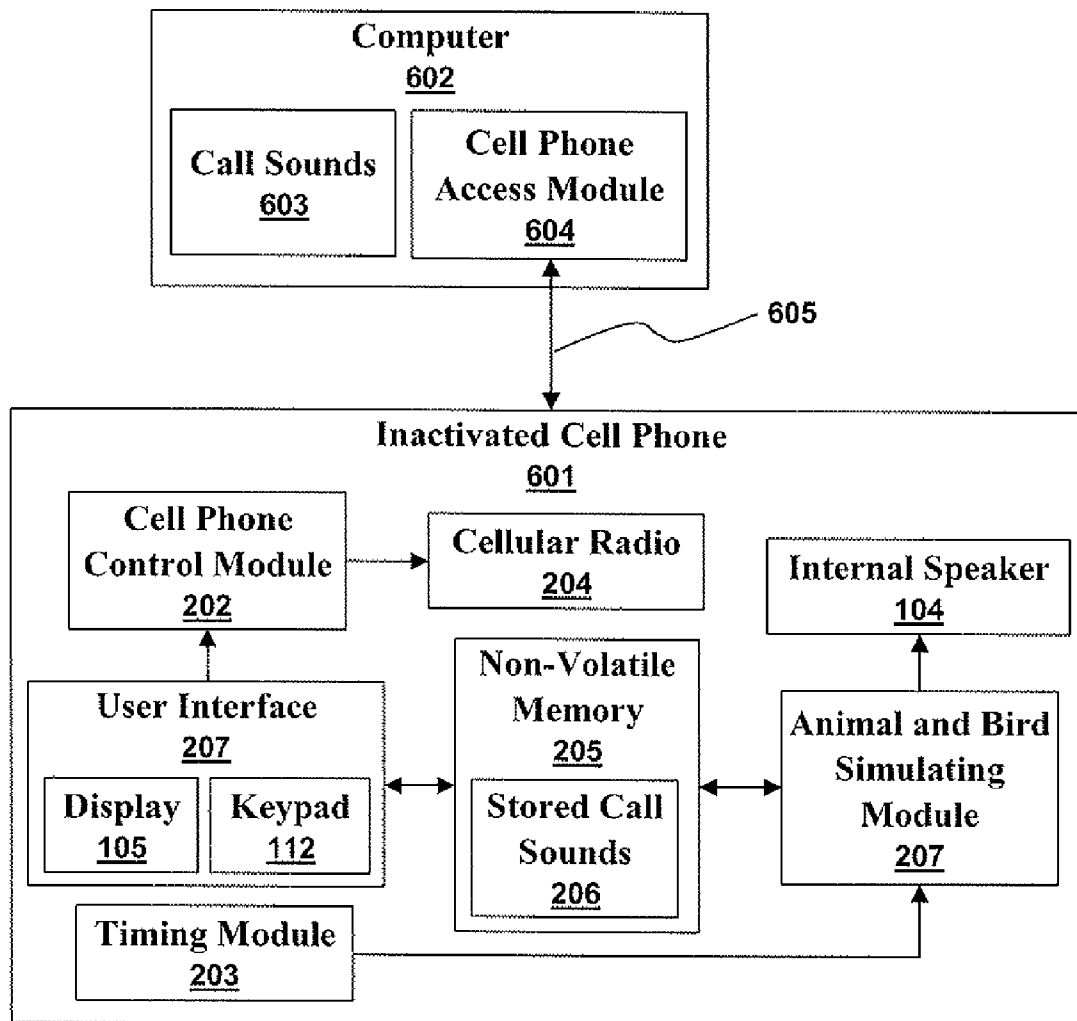 Computer
602
Call Sounds
603
Cell Phone
Access Module
604
605
Inactivated Cell Phone
601
Cell Phone
Control Module
202
Cellular Radio
204
Internal Speaker
104
User Interface
207
Display
105
Keypad
112
Non-Volatile
Memory
205
Stored Call
Sounds
206
Animal and Bird
Simulating
Module
207
Timing Module
203